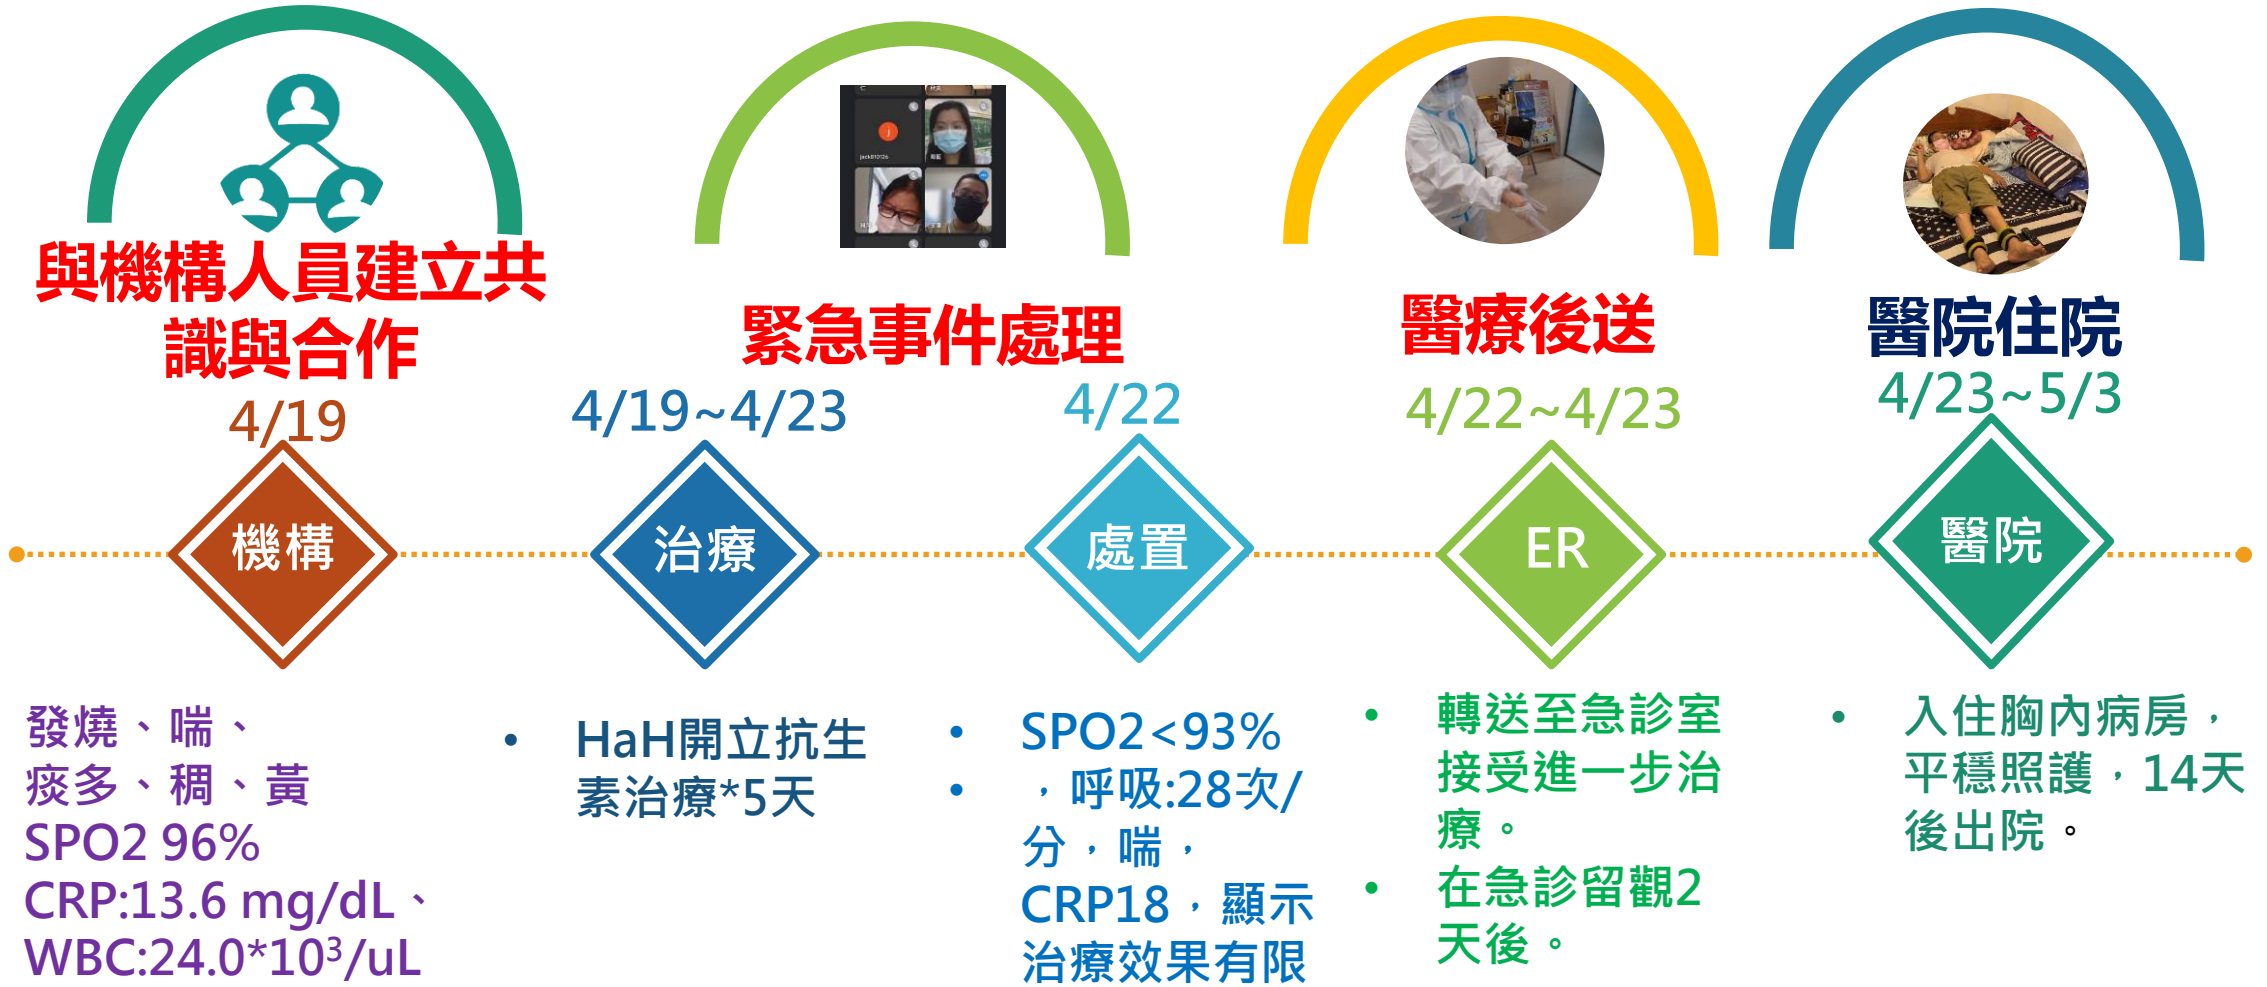 與機構人員建立共
識與合作
緊急事件處理
醫療後送
醫院住院
4/19
4/19~4/23
4/22
4/22~4/23
4/23~5/3
機構
治療
處置
ER
醫院
發燒、喘、
痰多、稠、黃
SPO2 96%
CRP:13.6 mg/dL、
WBC:24.0*10³/uL
• HaH開立抗生
素治療*5天
• SPO2<93%
• ，呼吸:28次/
分，喘，
CRP18，顯示
治療效果有限
• 轉送至急診室
接受進一步治
療。
• 在急診留觀2
天後。
• 入住胸內病房，
平穩照護，14天
後出院。